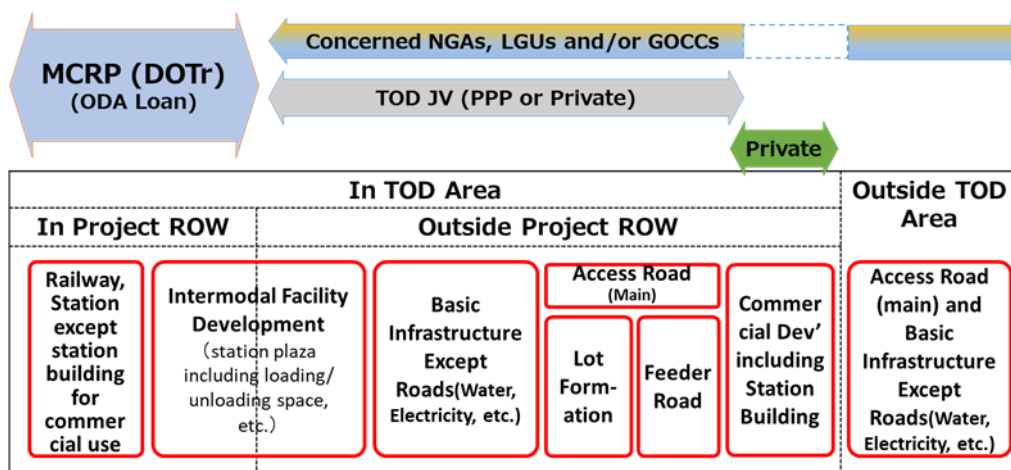 Concerned NGAs, LGUs and/or GOCCs
MCRP (DOTr)
(ODA Loan)
TOD JV (PPP or Private)
Private
In TOD Area
Outside TOD
Area
In Project ROW
Outside Project ROW
Railway,
Station
except
station
building
for
commer
cial use
Intermodal Facility
Development
（station plaza
including loading/
unloading space,
etc.）
Basic
Infrastructure
Except
Roads(Water,
Electricity, etc.)
Access Road
(Main)
Lot
Form-
ation
Feeder
Road
Commer
cial Dev’
including
Station
Building
Access Road
(main) and
Basic
Infrastructure
Except
Roads(Water,
Electricity, etc.)